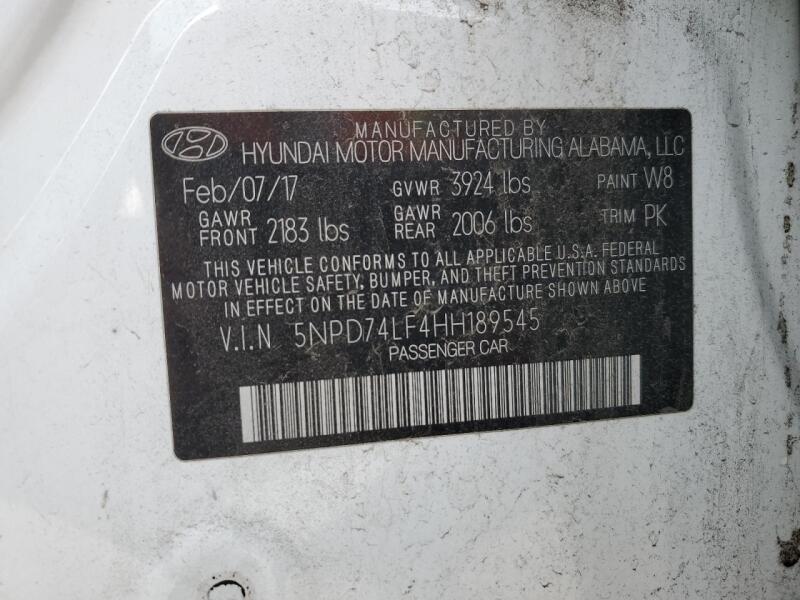 MANUFACTURED BY
HYUNDAI MOTOR MANUFACTURING ALABAMA, LLC
Feb/07/17 GVWR 3924 lbs PAINT W8
GAWR FRONT 2183 lbs GAWR REAR 2006 lbs TRIM PK
THIS VEHICLE CONFORMS TO ALL APPLICABLE U.S.A. FEDERAL
MOTOR VEHICLE SAFETY, BUMPER, AND THEFT PREVENTION STANDARDS
IN EFFECT ON THE DATE OF MANUFACTURE SHOWN ABOVE
V.I.N 5NPD74LF4HH189545
PASSENGER CAR